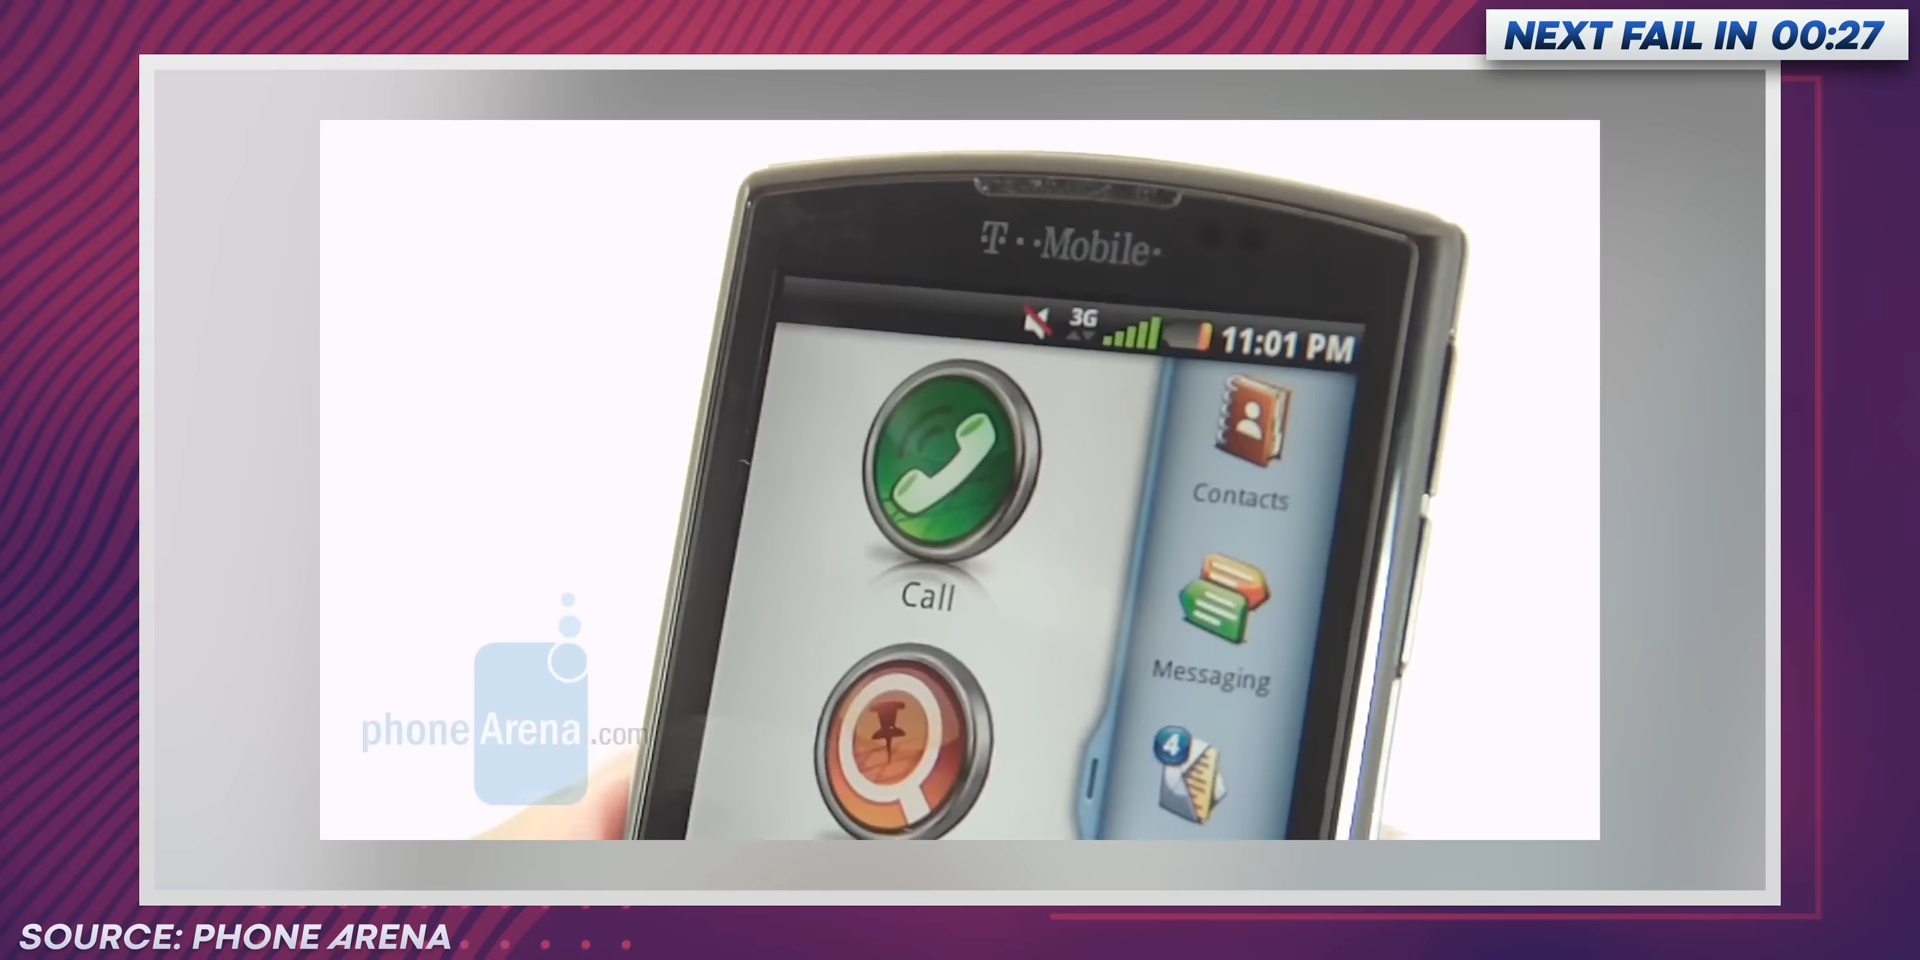 NEXT FAIL IN 00:27
T··Mobile·
3G
11:01 PM
Contacts
Call
Messaging
4
phoneArena.com
SOURCE: PHONE ARENA